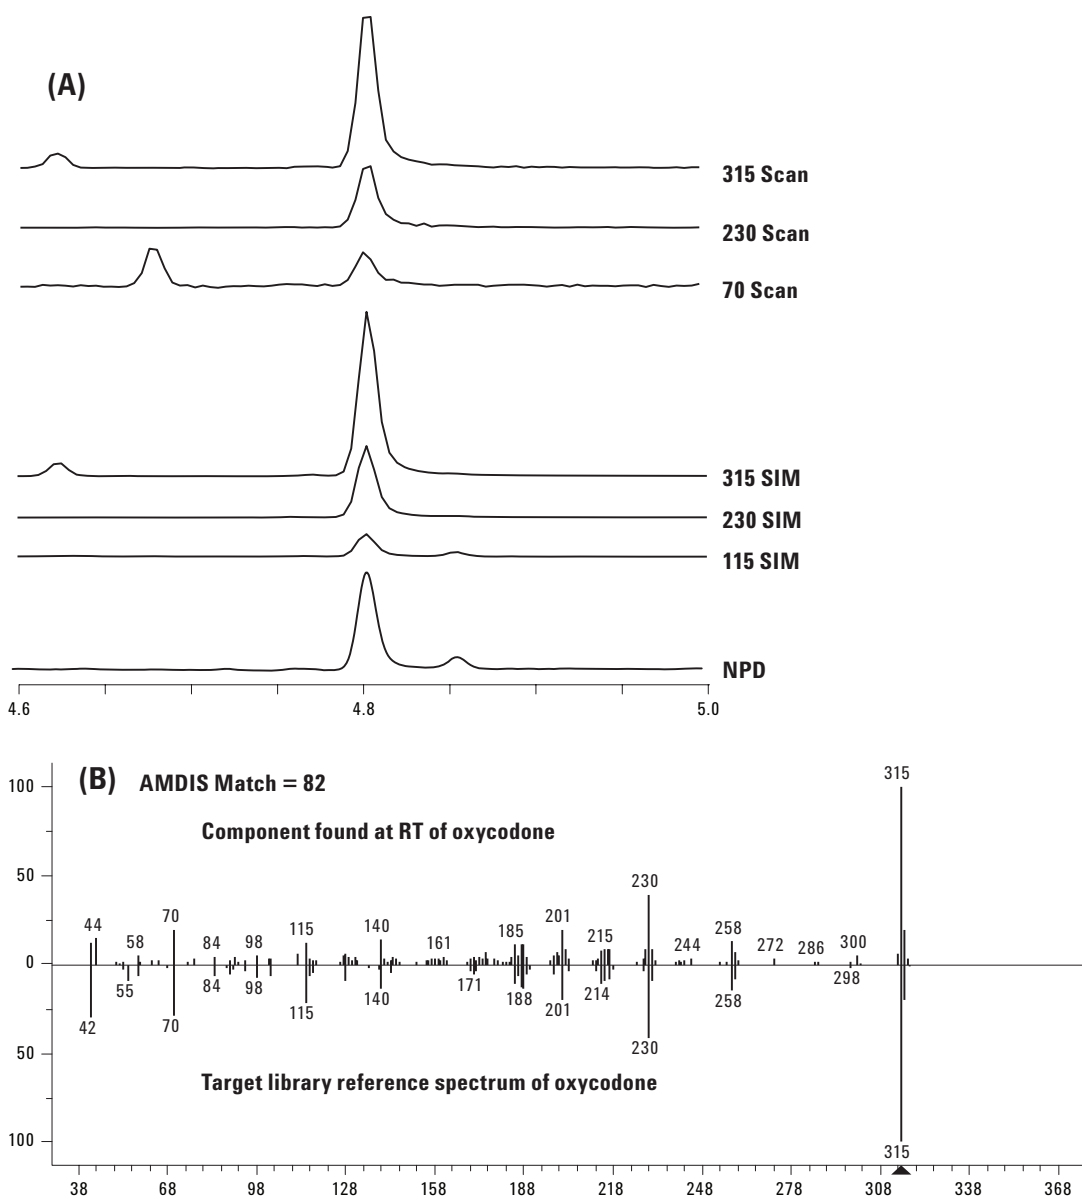 (A)
315 Scan
230 Scan
70 Scan
315 SIM
230 SIM
115 SIM
NPD
4.6 4.8 5.0
(B) AMDIS Match = 82
Component found at RT of oxycodone
315
100
50
230
44 58 70 84 98 115 140 161 185 201 215 244 258 272 286 300
0
42 55 70 84 98 115 140 171 188 201 214 230 258 298
50
Target library reference spectrum of oxycodone
100
315
38 68 98 128 158 188 218 248 278 308 338 368